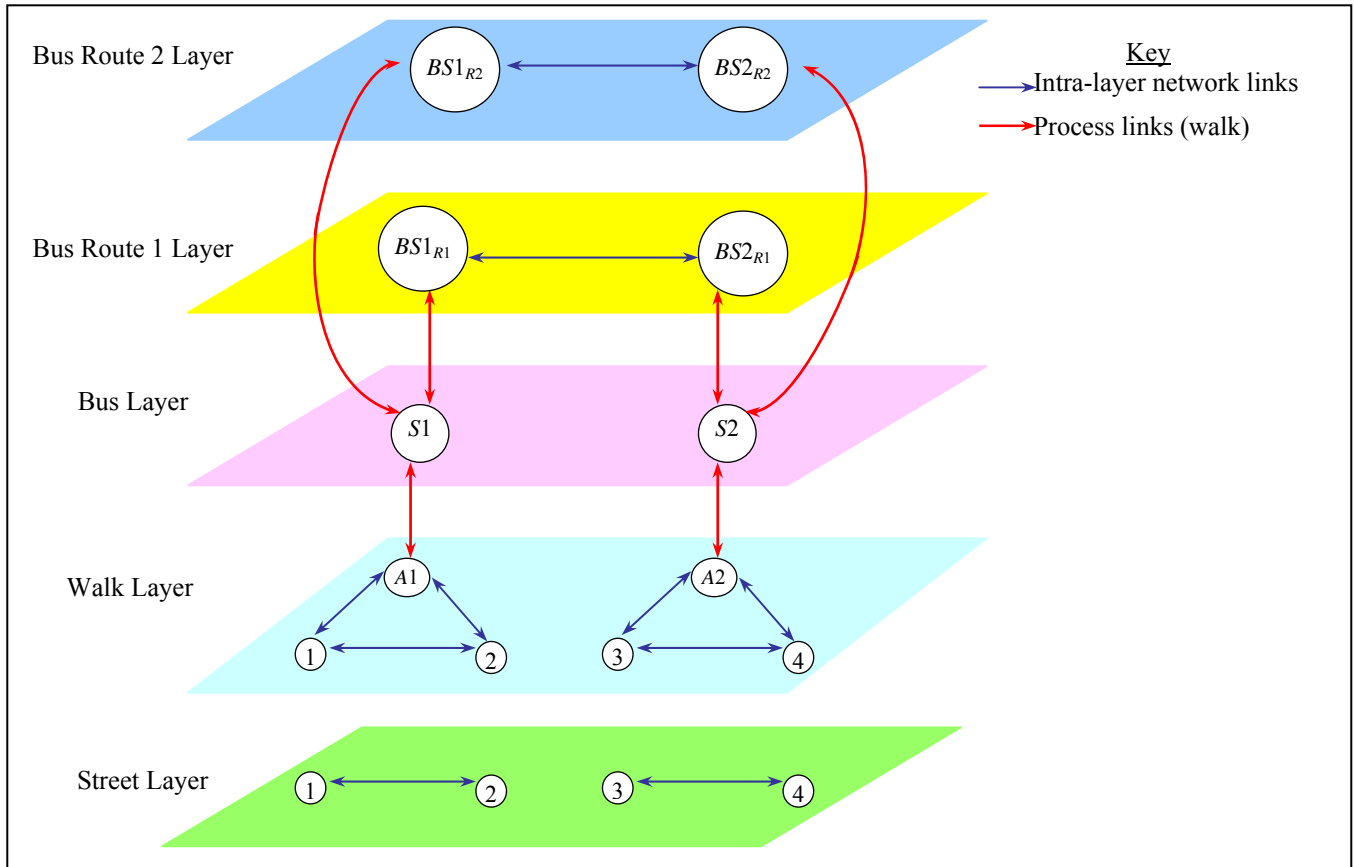 Bus Route 2 Layer
BS1R2
BS2R2
Key
Intra-layer network links
Process links (walk)
Bus Route 1 Layer
BS1R1
BS2R1
Bus Layer
S1
S2
Walk Layer
A1
A2
1
2
3
4
Street Layer
1
2
3
4